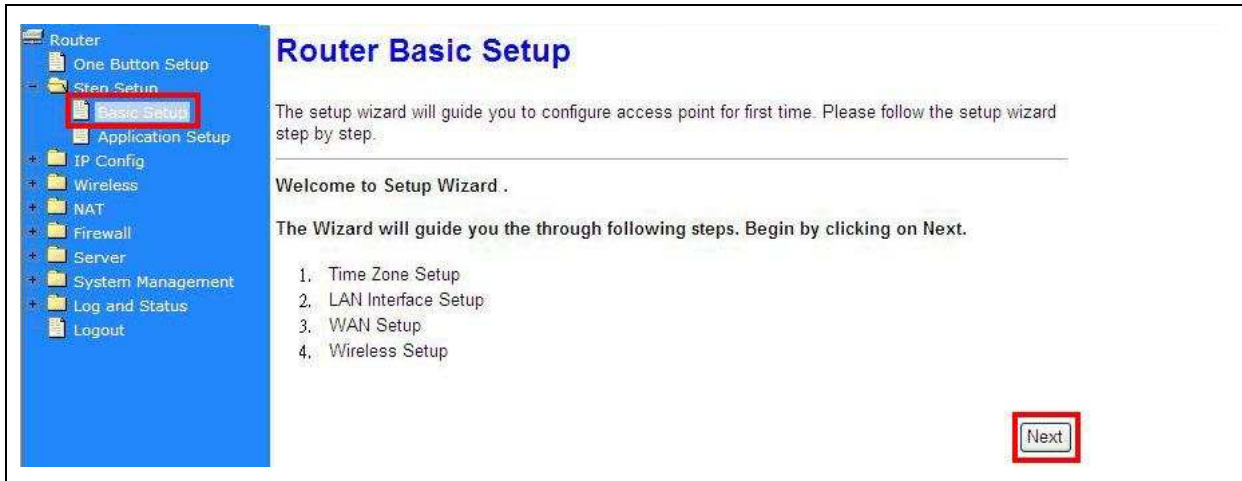 Router
One Button Setup
Step Setup
Basic Setup
Application Setup
IP Config
Wireless
NAT
Firewall
Server
System Management
Log and Status
Logout
Router Basic Setup
The setup wizard will guide you to configure access point for first time. Please follow the setup wizard
step by step.
Welcome to Setup Wizard .
The Wizard will guide you the through following steps. Begin by clicking on Next.
1. Time Zone Setup
2. LAN Interface Setup
3. WAN Setup
4. Wireless Setup
Next